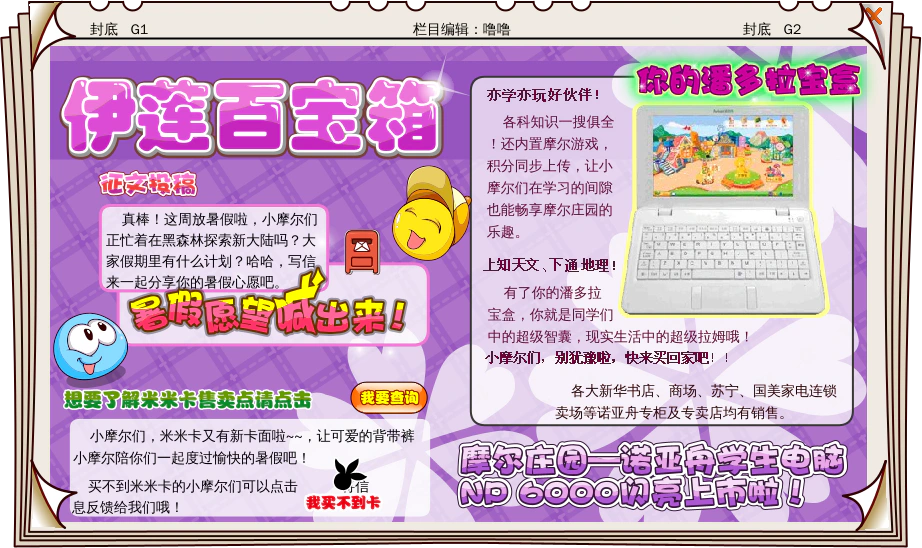 封底 G1
栏目编辑：噜噜
封底 G2
伊莲百宝箱
征文投稿
真棒！这周放暑假啦，小摩尔们
正忙着在黑森林探索新大陆吗？大
家假期里有什么计划？哈哈，写信
来一起分享你的暑假心愿吧。
暑假愿望喊出来！
想要了解米米卡售卖点请点击
我要查询
小摩尔们，米米卡又有新卡面啦~~，让可爱的背带裤
小摩尔陪你们一起度过愉快的暑假吧！
买不到米米卡的小摩尔们可以点击
信
息反馈给我们哦！
我买不到卡
你的潘多拉宝盒
亦学亦玩好伙伴！
各科知识一搜俱全
！还内置摩尔游戏，
积分同步上传，让小
摩尔们在学习的间隙
也能畅享摩尔庄园的
乐趣。
上知天文、下通地理！
有了你的潘多拉
宝盒，你就是同学们
中的超级智囊，现实生活中的超级拉姆哦！
小摩尔们，别犹豫啦，快来买回家吧！！
各大新华书店、商场、苏宁、国美家电连锁
卖场等诺亚舟专柜及专卖店均有销售。
摩尔庄园—诺亚舟学生电脑
ND 6000闪亮上市啦！